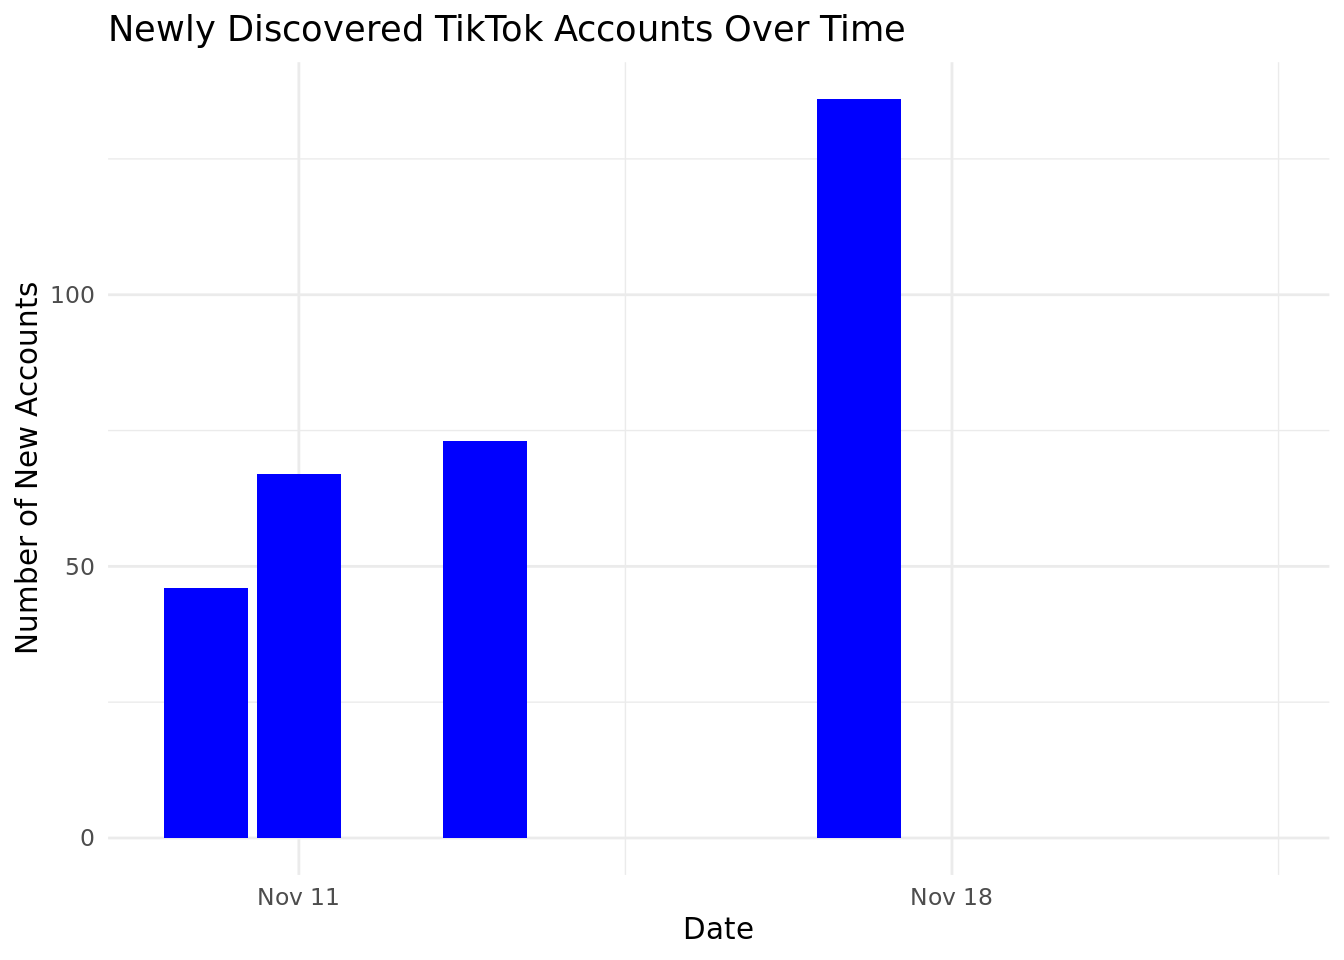 Newly Discovered TikTok Accounts Over Time
Number of New Accounts
100
50
0
Nov 11
Nov 18
Date